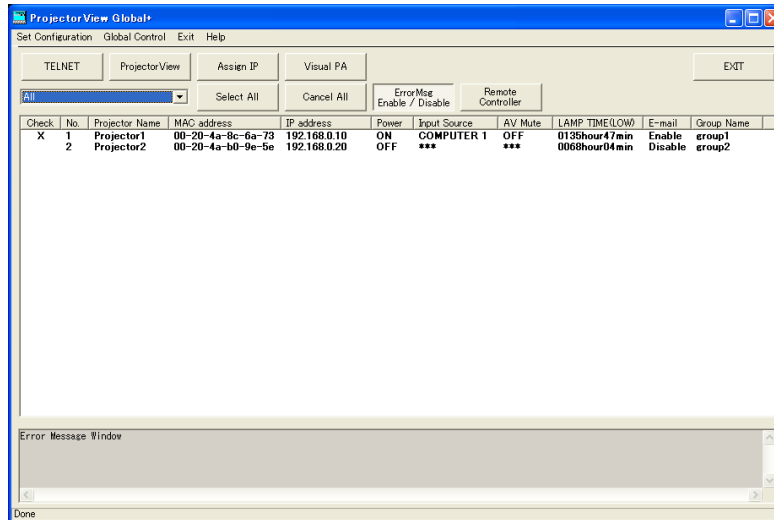 ProjectorView Global+
Set Configuration Global Control Exit Help
TELNET ProjectorView Assign IP Visual PA EXIT
All Select All Cancel All ErrorMsg Enable / Disable Remote Controller
Check No. Projector Name MAC address IP address Power Input Source AV Mute LAMP TIME(LOW) E-mail Group Name
X 1 Projector1 00-20-4a-8c-6a-73 192.168.0.10 ON COMPUTER 1 OFF 0135hour47min Enable group1
2 Projector2 00-20-4a-b0-9e-5e 192.168.0.20 OFF *** *** 0068hour04min Disable group2
Error Message Window
Done